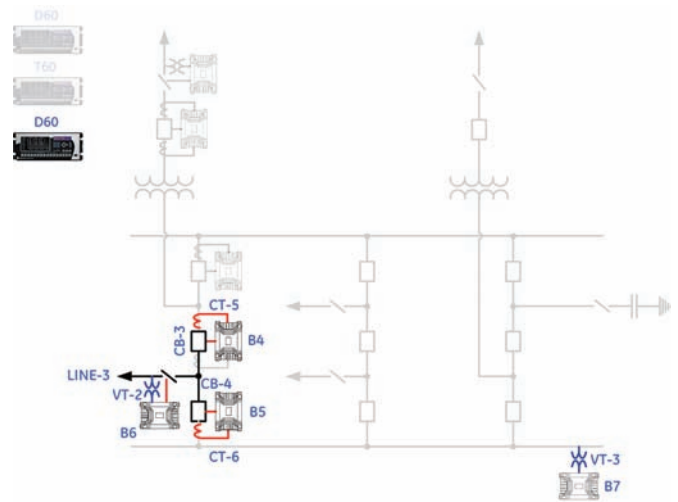 D60
T60
D60
CT-5
CB-3
B4
LINE-3
CB-4
VT-2
B5
B6
CT-6
VT-3
B7